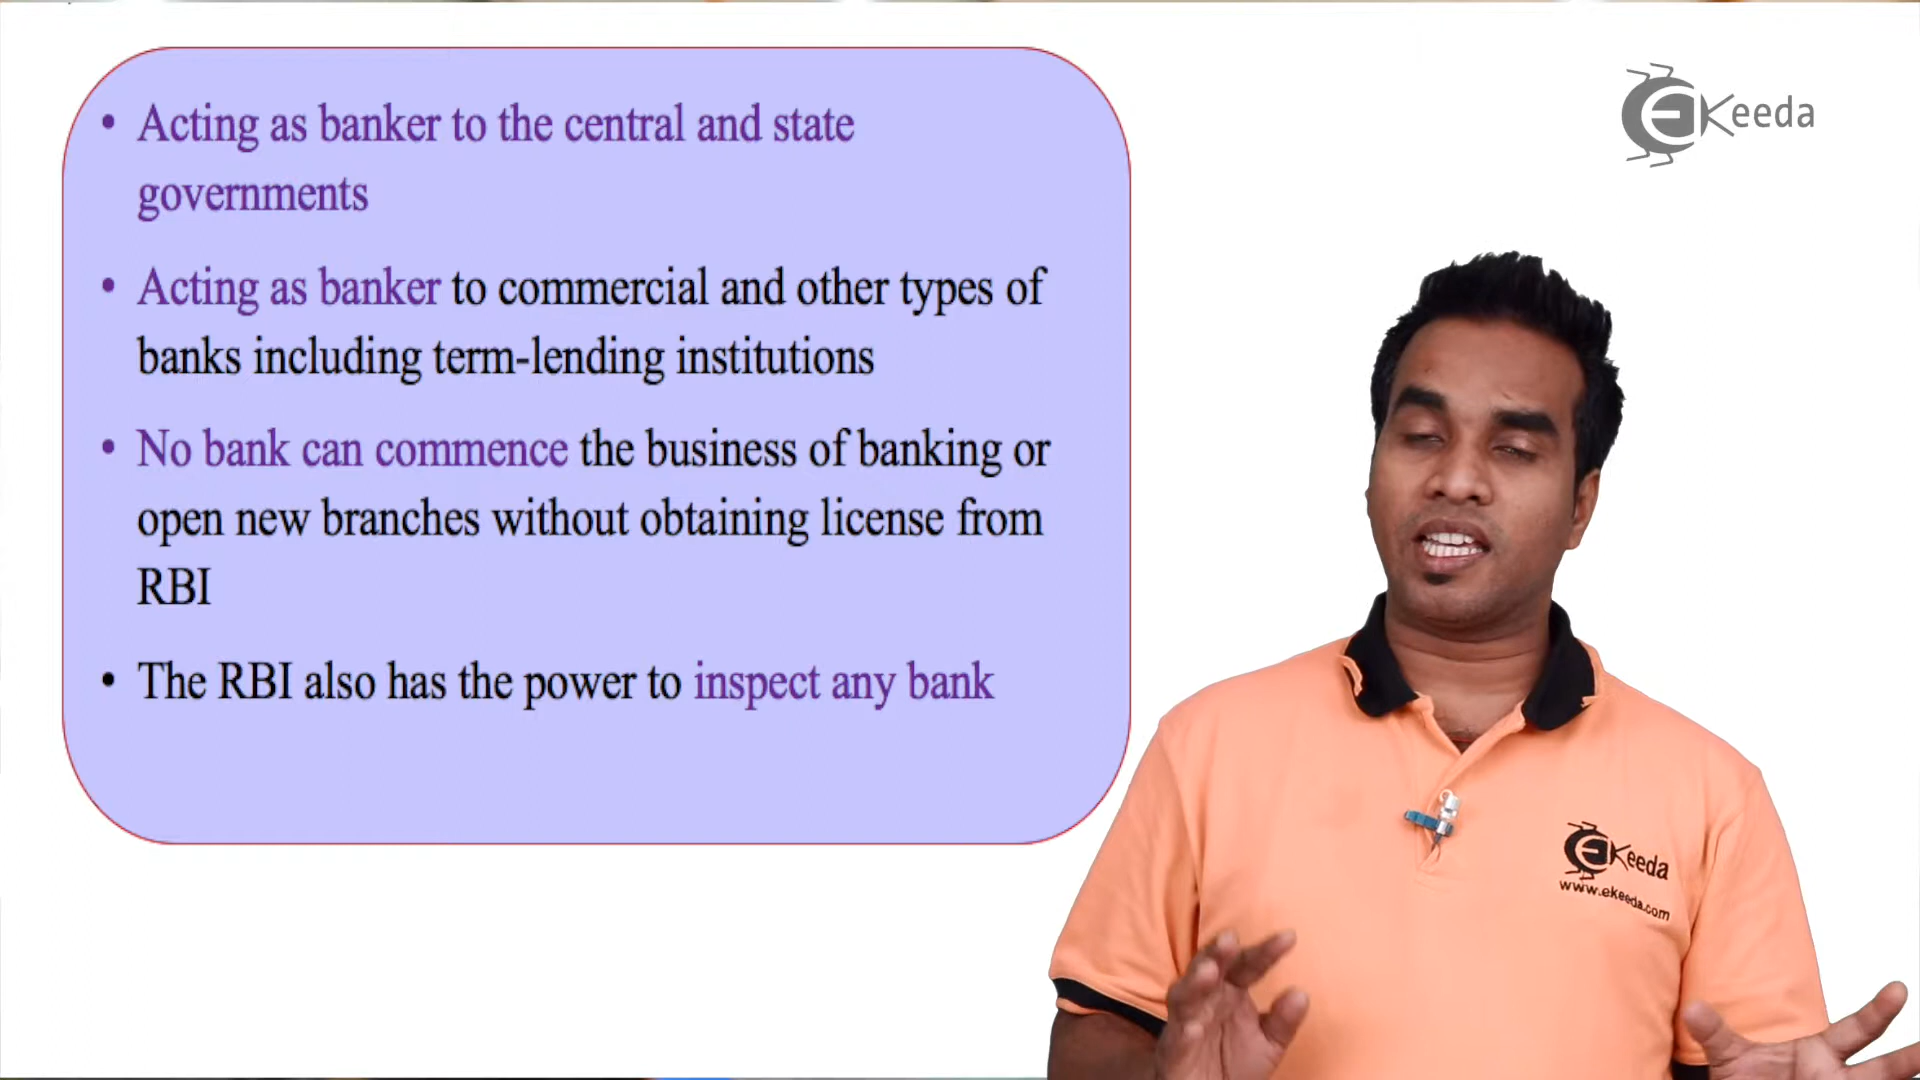 • Acting as banker to the central and state
governments
• Acting as banker to commercial and other types of
banks including term-lending institutions
• No bank can commence the business of banking or
open new branches without obtaining license from
RBI
• The RBI also has the power to inspect any bank
eKeeda
eKeeda
www.ekeeda.com